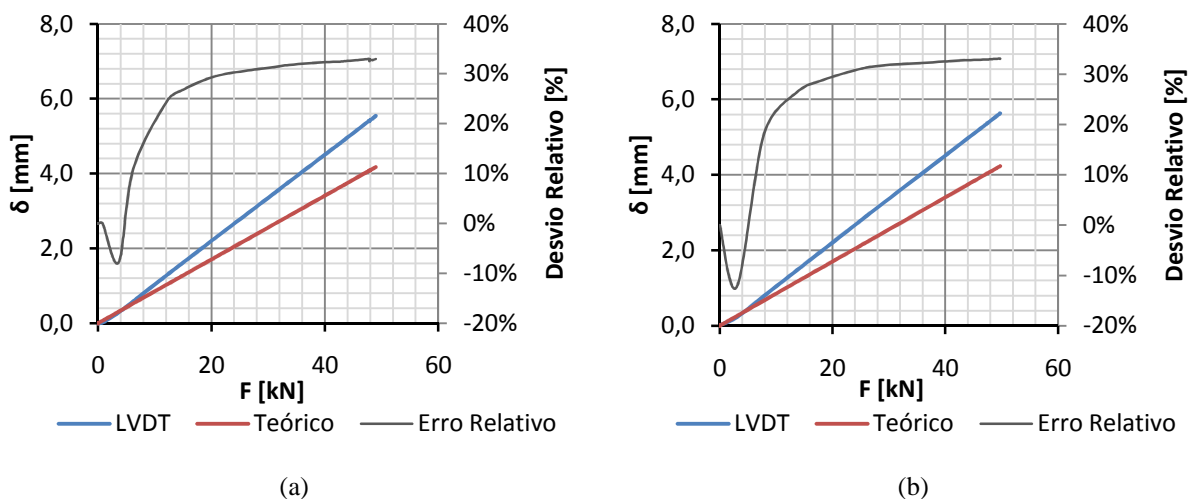 8,0
6,0
4,0
2,0
0,0
δ [mm]
40%
30%
20%
10%
0%
-10%
-20%
Desvio Relativo [%]
0 20 40 60
F [kN]
LVDT Teórico Erro Relativo
(a)
8,0
6,0
4,0
2,0
0,0
δ [mm]
40%
30%
20%
10%
0%
-10%
-20%
Desvio Relativo [%]
0 20 40 60
F [kN]
LVDT Teórico Erro Relativo
(b)